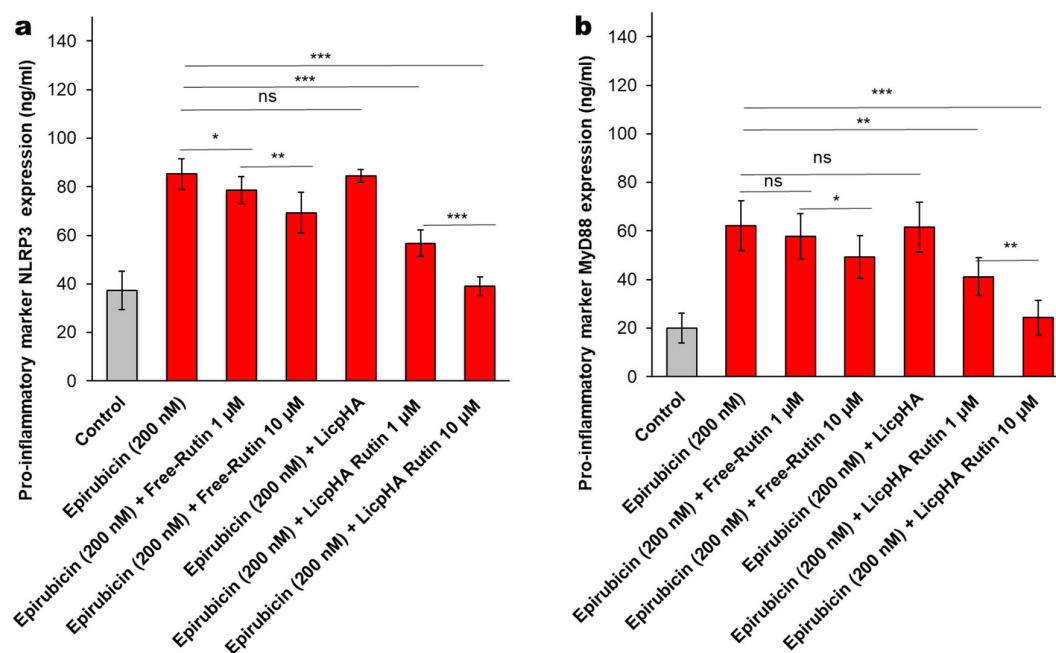 a
Pro-inflammatory marker NLRP3 expression (ng/ml)
140
120
100
80
60
40
20
0
***
***
ns
*
**
***
Control
Epirubicin (200 nM)
Epirubicin (200 nM) + Free-Rutin 1 µM
Epirubicin (200 nM) + Free-Rutin 10 µM
Epirubicin (200 nM) + LicpHA
Epirubicin (200 nM) + LicpHA Rutin 1 µM
Epirubicin (200 nM) + LicpHA Rutin 10 µM
b
Pro-inflammatory marker MyD88 expression (ng/ml)
140
120
100
80
60
40
20
0
***
**
ns
ns
*
**
Control
Epirubicin (200 nM)
Epirubicin (200 nM) + Free-Rutin 1 µM
Epirubicin (200 nM) + Free-Rutin 10 µM
Epirubicin (200 nM) + LicpHA
Epirubicin (200 nM) + LicpHA Rutin 1 µM
Epirubicin (200 nM) + LicpHA Rutin 10 µM